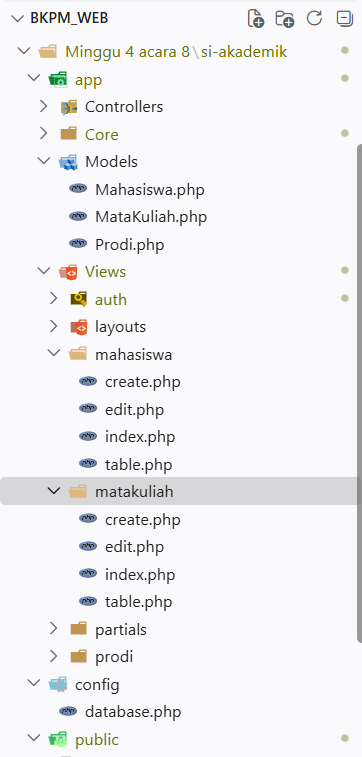 BKPM_WEB
Minggu 4 acara 8\si-akademik
app
Controllers
Core
Models
Mahasiswa.php
MataKuliah.php
Prodi.php
Views
auth
layouts
mahasiswa
create.php
edit.php
index.php
table.php
matakuliah
create.php
edit.php
index.php
table.php
partials
prodi
config
database.php
public